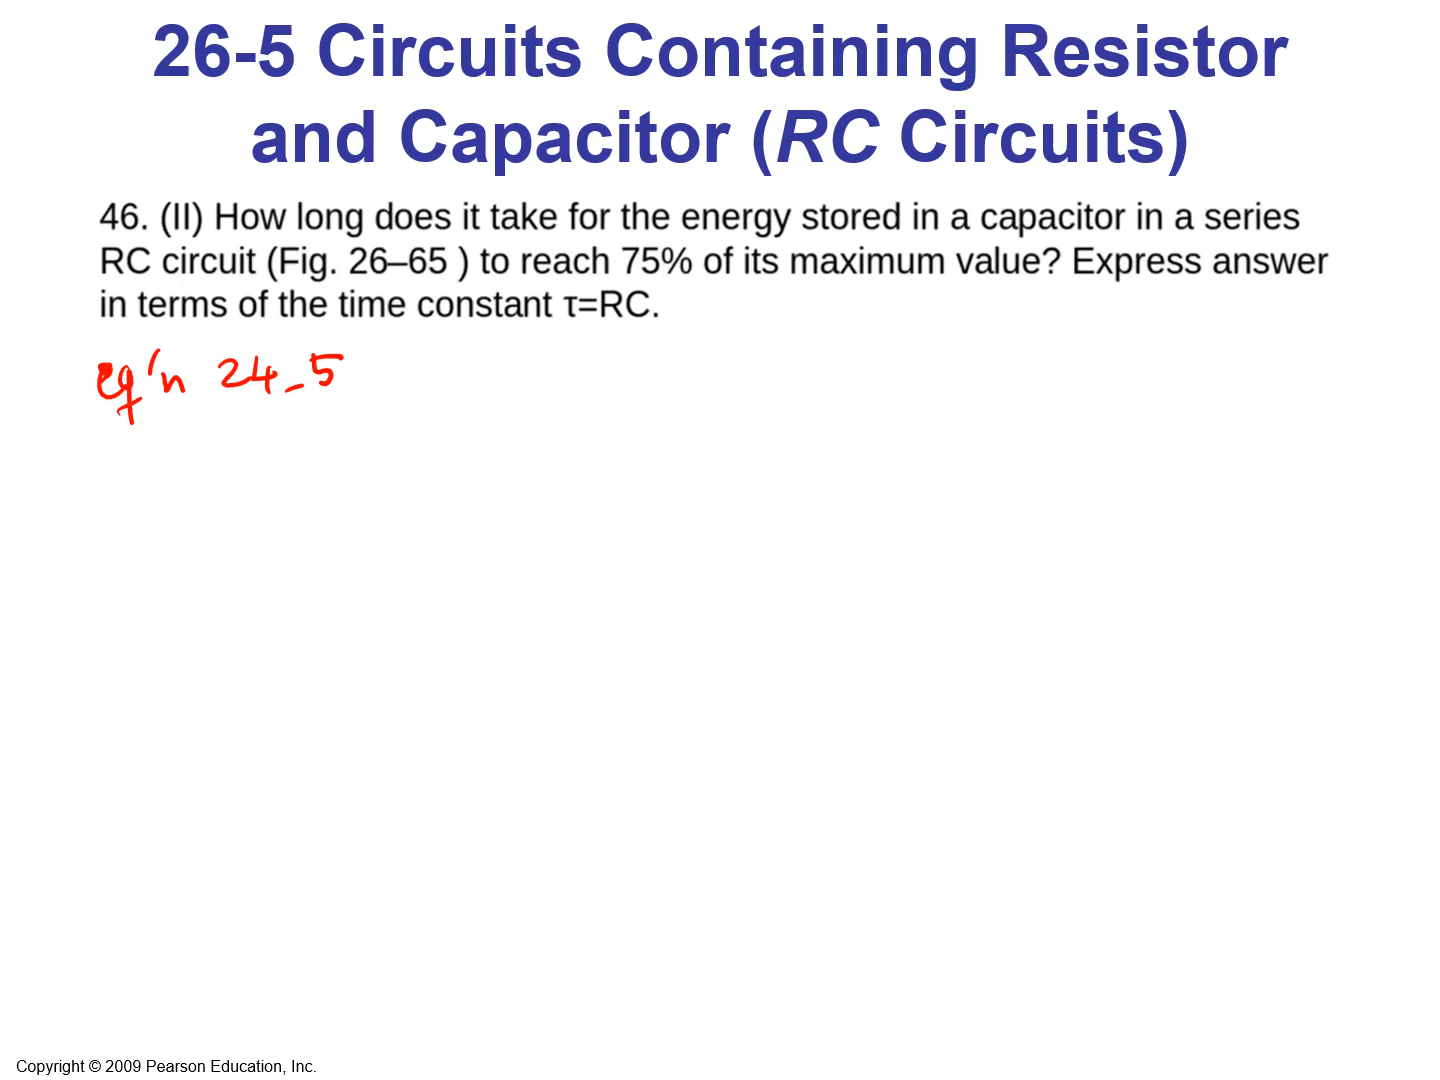 26-5 Circuits Containing Resistor
and Capacitor (RC Circuits)
46. (II) How long does it take for the energy stored in a capacitor in a series
RC circuit (Fig. 26–65 ) to reach 75% of its maximum value? Express answer
in terms of the time constant τ=RC.
eq'n 24-5
Copyright © 2009 Pearson Education, Inc.